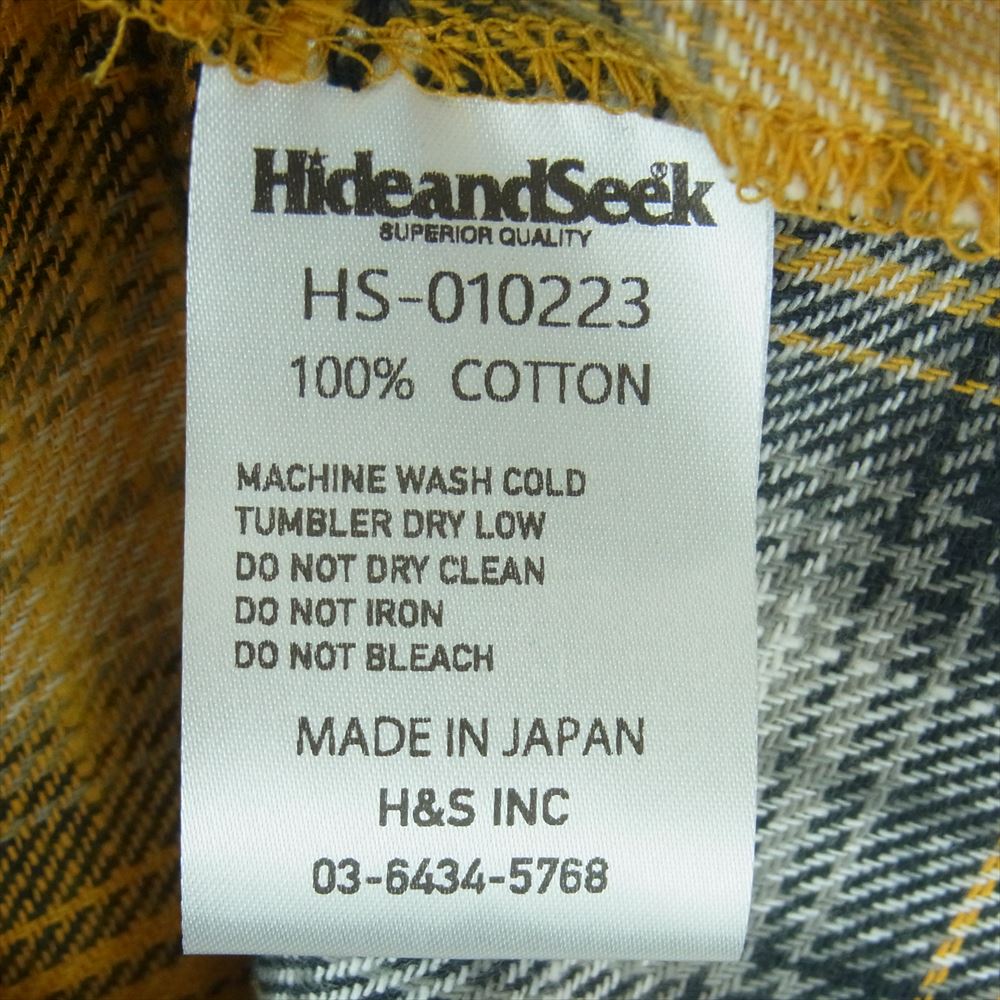 HideandSeek®
SUPERIOR QUALITY
HS-010223
100% COTTON
MACHINE WASH COLD
TUMBLER DRY LOW
DO NOT DRY CLEAN
DO NOT IRON
DO NOT BLEACH
MADE IN JAPAN
H&S INC
03-6434-5768